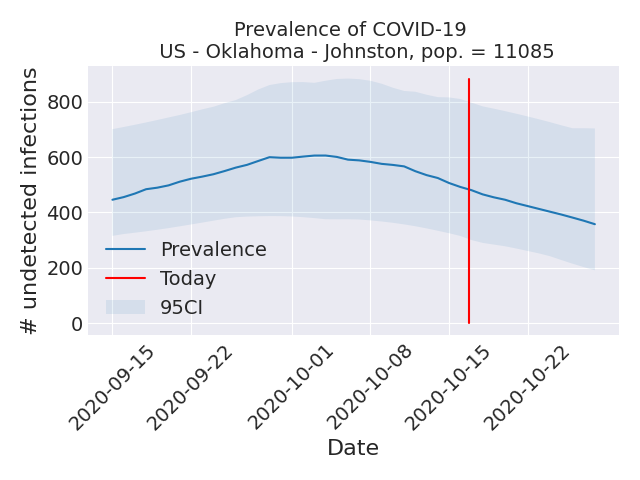 Prevalence of COVID-19
US - Oklahoma - Johnston, pop. = 11085
# undetected infections
800
600
400
200
0
Prevalence
Today
95CI
2020-09-15
2020-09-22
2020-10-01
2020-10-08
2020-10-15
2020-10-22
Date